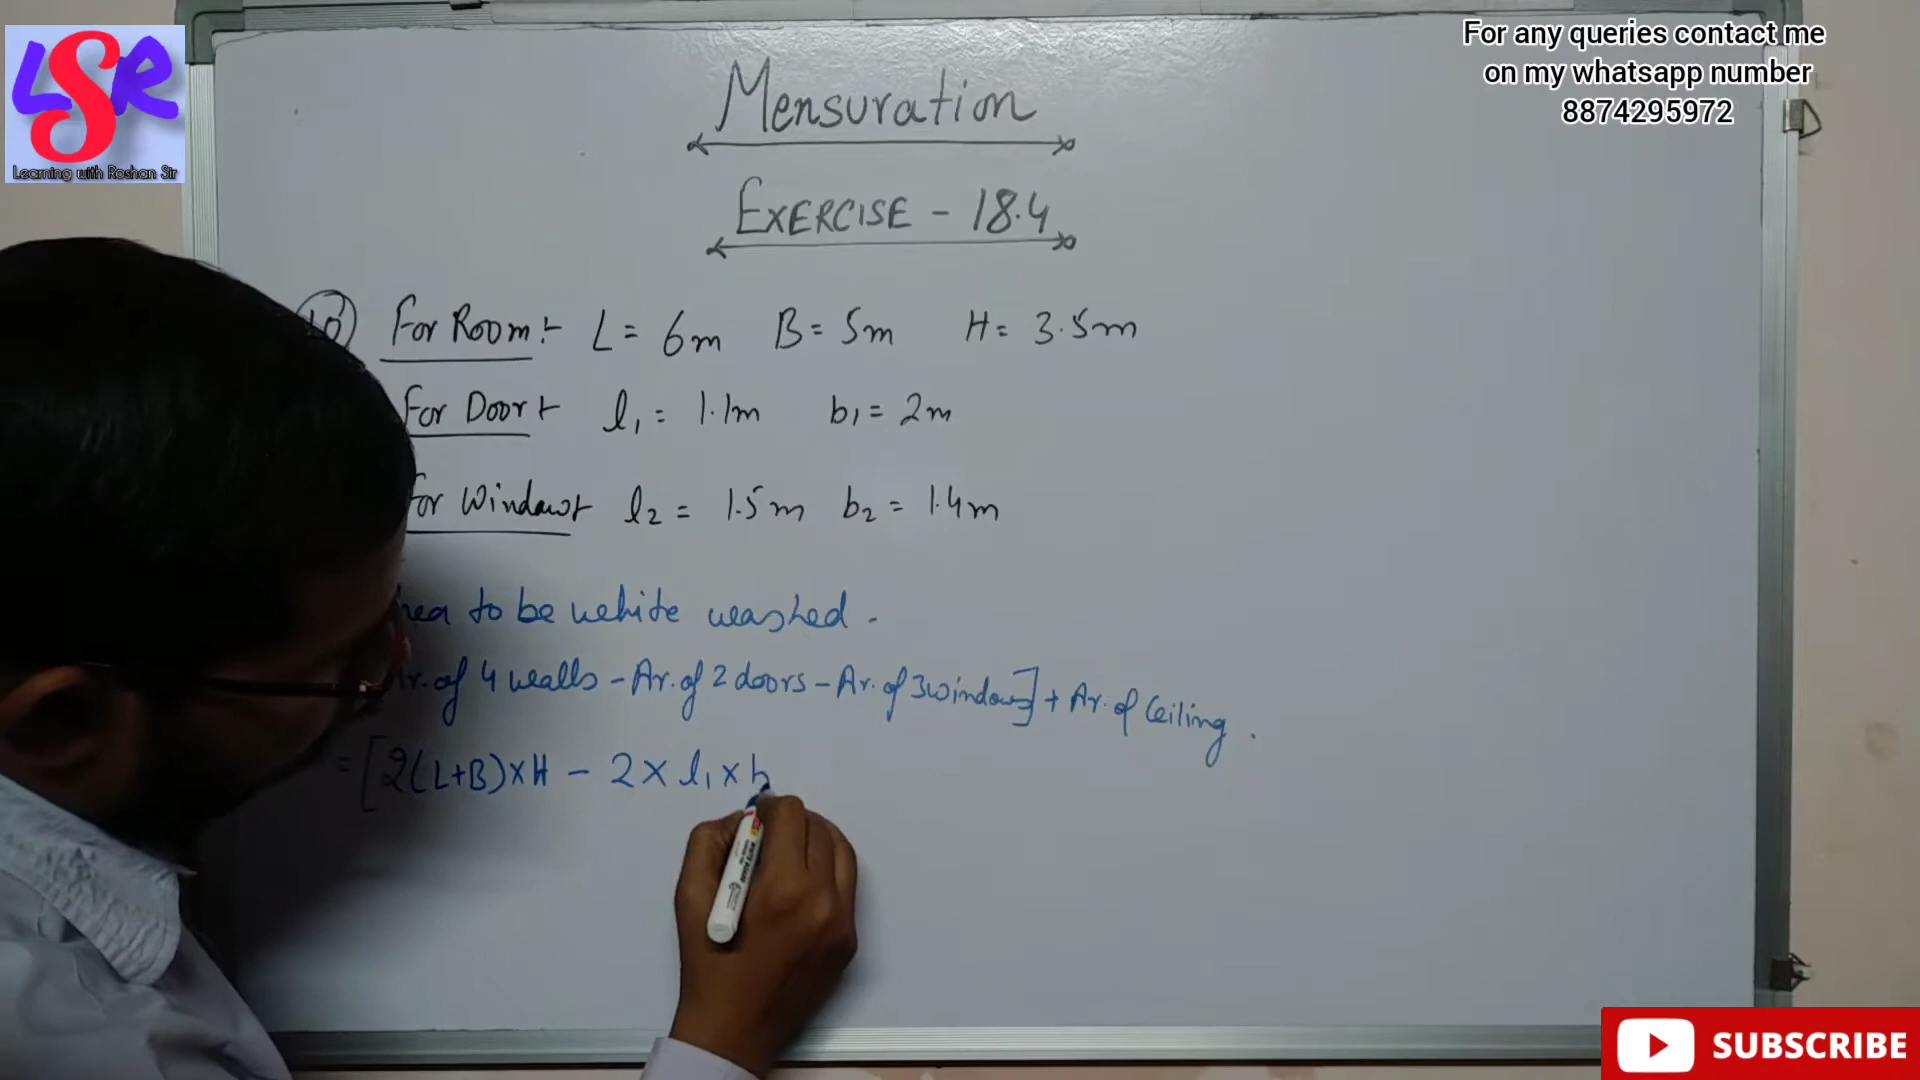 LSR
Learning with Roshan Sir
For any queries contact me
on my whatsapp number
8874295972
Mensuration
EXERCISE - 18.4
10 For Room:- L = 6m B = 5m H = 3.5m
For Door:- l₁ = 1.1m b₁ = 2m
For Window:- l₂ = 1.5m b₂ = 1.4m
to be white washed.
Ar. of 4 walls - Ar. of 2 doors - Ar. of 3 windows] + Ar. of Ceiling.
= [2(L+B)×H - 2 × l₁ × b
SUBSCRIBE